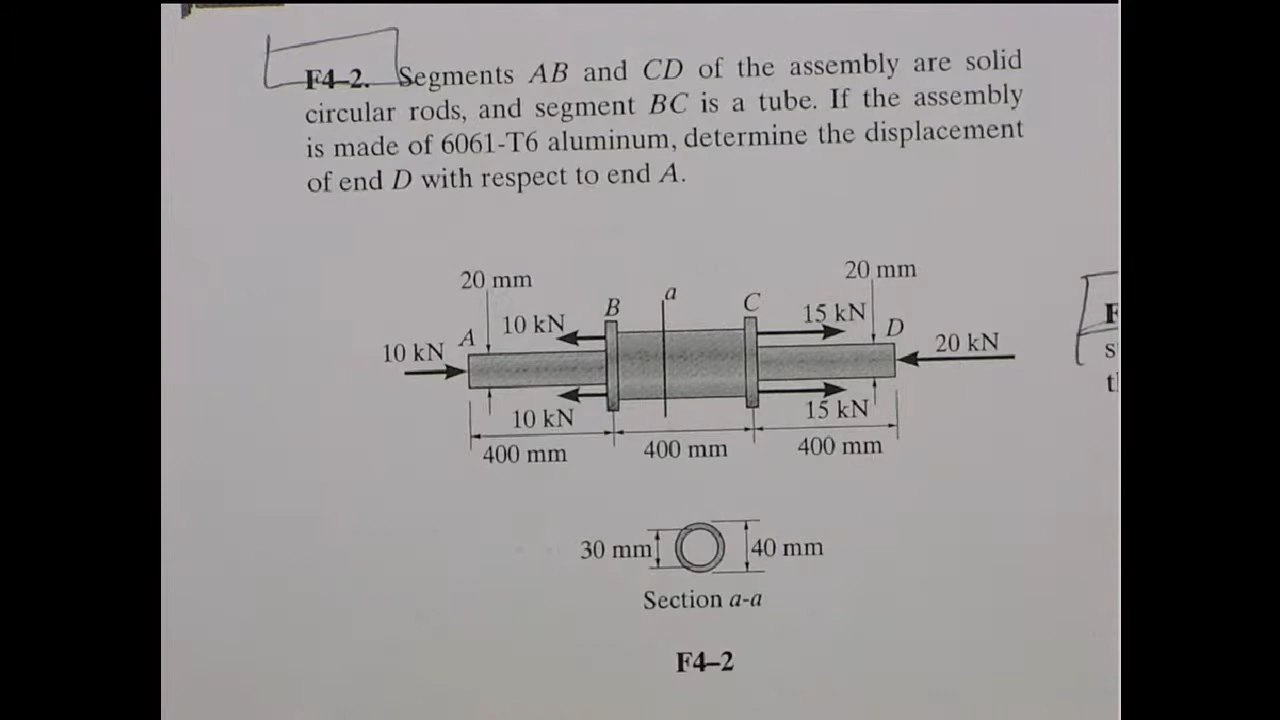 F4–2. Segments AB and CD of the assembly are solid
circular rods, and segment BC is a tube. If the assembly
is made of 6061-T6 aluminum, determine the displacement
of end D with respect to end A.
20 mm
20 mm
B
a
C
15 kN
D
10 kN
A
10 kN
20 kN
10 kN
15 kN
400 mm
400 mm
400 mm
30 mm
40 mm
Section a-a
F4–2
F
s
t